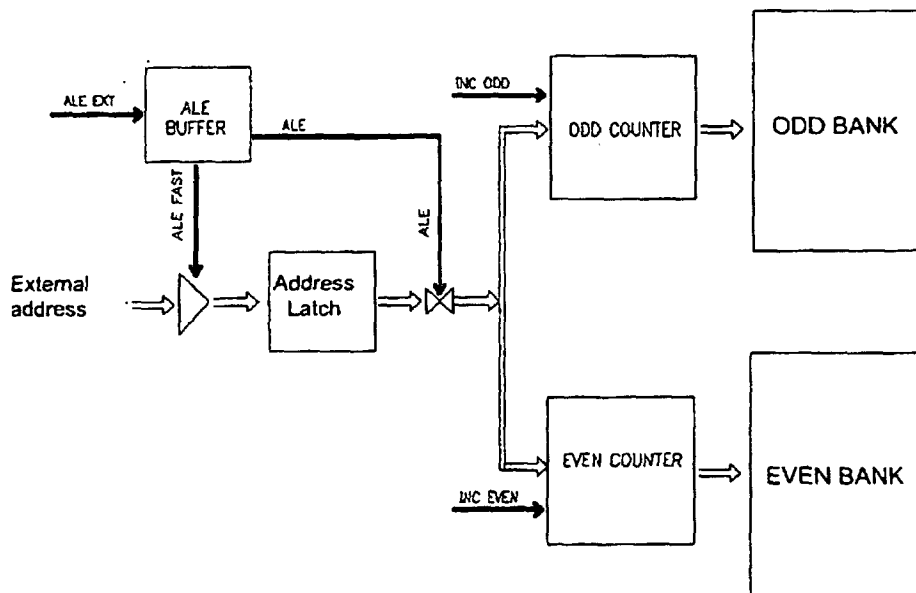 ALE EXT
ALE
BUFFER
ALE
ALE FAST
ALE
External
address
Address
Latch
INC ODD
ODD COUNTER
ODD BANK
EVEN COUNTER
INC EVEN
EVEN BANK